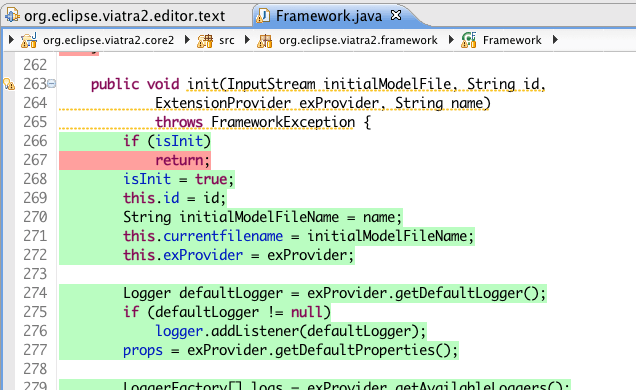 org.eclipse.viatra2.editor.text Framework.java
org.eclipse.viatra2.core2 src org.eclipse.viatra2.framework Framework
262
263 public void init(InputStream initialModelFile, String id,
264 ExtensionProvider exProvider, String name)
265 throws FrameworkException {
266 if (isInit)
267 return;
268 isInit = true;
269 this.id = id;
270 String initialModelFileName = name;
271 this.currentfilename = initialModelFileName;
272 this.exProvider = exProvider;
273
274 Logger defaultLogger = exProvider.getDefaultLogger();
275 if (defaultLogger != null)
276 logger.addListener(defaultLogger);
277 props = exProvider.getDefaultProperties();
278
279 LoggerFactory[] logs = exProvider.getAvailableLoggers();